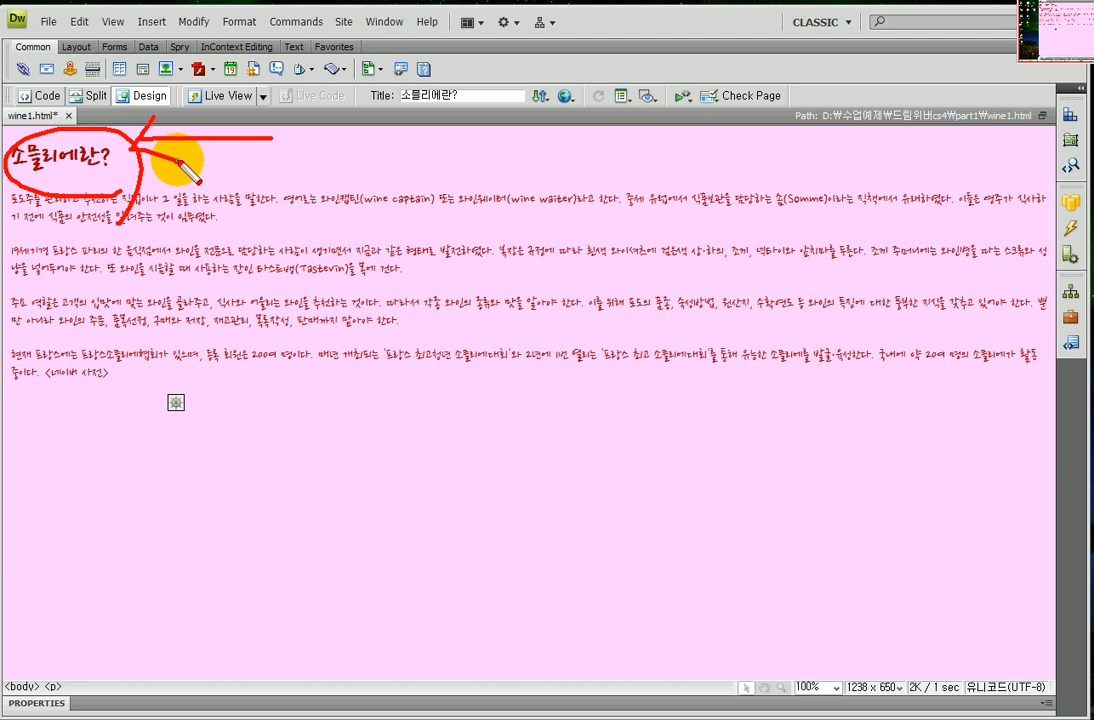 Dw File Edit View Insert Modify Format Commands Site Window Help CLASSIC
Common Layout Forms Data Spry InContext Editing Text Favorites
Code Split Design Live View Live Code Title: 소믈리에란? Check Page
wine1.html* Path: D:₩수업예제₩드림위버cs4₩part1₩wine1.html
소믈리에란?
포도주를 관리하고 추천하는 직업이나 그 일을 하는 사람을 말한다. 영어로는 와인캡틴(wine captain) 또는 와인웨이터(wine waiter)라고 한다. 중세 유럽에서 식품보관을 담당하는 솜(Somme)이라는 직책에서 유래하였다. 이들은 영주가 식사하
기 전에 식품의 안전성을 알려주는 것이 임무였다.
19세기경 프랑스 파리의 한 음식점에서 와인을 전문으로 담당하는 사람이 생기면서 지금과 같은 형태로 발전하였다. 복장은 규정에 따라 흰색 와이셔츠에 검은색 상·하의, 조끼, 넥타이와 앞치마를 두른다. 조끼 주머니에는 와인병을 따는 스크류와 성
냥을 넣어두어야 한다. 또 와인을 시음할 때 사용하는 잔인 타스트뱅(Tastevin)을 목에 건다.
주요 역할은 고객의 입맛에 맞는 와인을 골라주고, 식사와 어울리는 와인을 추천하는 것이다. 따라서 각종 와인의 종류와 맛을 알아야 한다. 이를 위해 포도의 품종, 숙성방법, 원산지, 수확연도 등 와인의 특징에 대한 풍부한 지식을 갖추고 있어야 한다. 뿐
만 아니라 와인의 주문, 품목선정, 구매와 저장, 재고관리, 목록작성, 판매까지 맡아야 한다.
현재 프랑스에는 프랑스소믈리에협회가 있으며, 등록 회원은 200여 명이다. 매년 개최되는 '프랑스 최고청년 소믈리에대회'와 2년에 1번 열리는 '프랑스 최고 소믈리에대회'를 통해 유능한 소믈리에를 발굴·육성한다. 국내에 약 20여 명의 소믈리에가 활동
중이다. <네이버 사전>
<body> <p> 100% 1238 x 650 2K / 1 sec 유니코드(UTF-8)
PROPERTIES